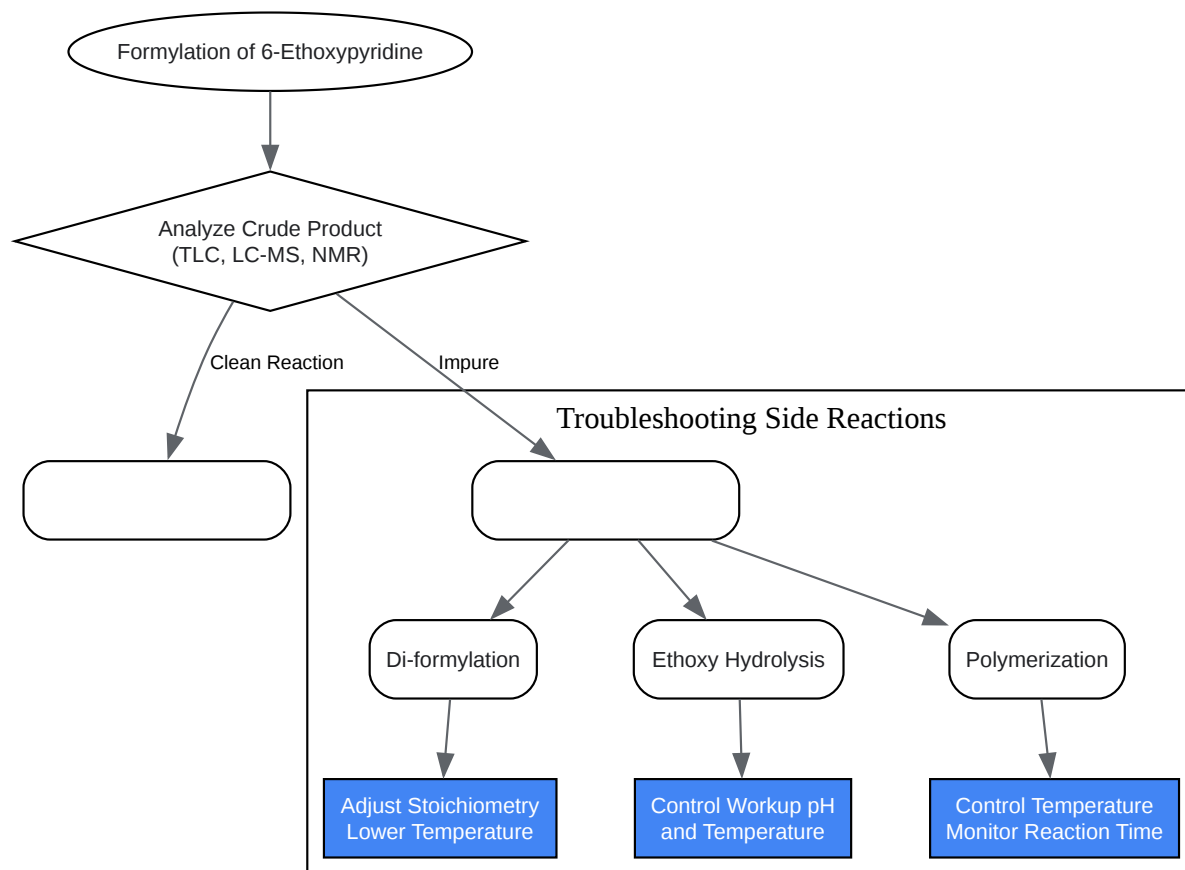 Formylation of 6-Ethoxypyridine
Analyze Crude Product
(TLC, LC-MS, NMR)
Clean Reaction
Impure
Troubleshooting Side Reactions
Di-formylation
Ethoxy Hydrolysis
Polymerization
Adjust Stoichiometry
Lower Temperature
Control Workup pH
and Temperature
Control Temperature
Monitor Reaction Time